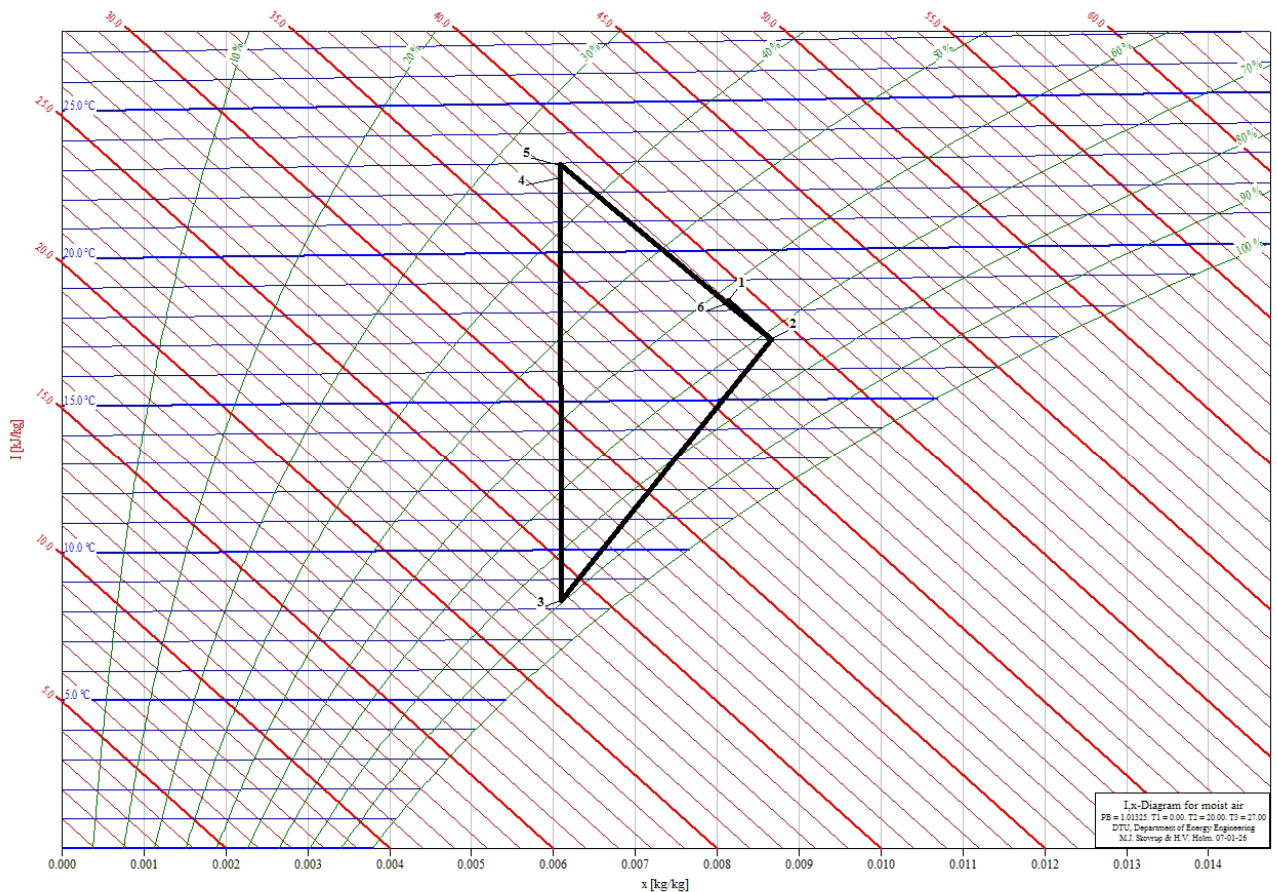 30.0 35.0 40.0 45.0 50.0 55.0 60.0
10 % 20 % 30 % 40 % 50 % 60 %
70 %
25.0 25.0 °C
80 %
5
4
90 %
20.0 20.0 °C
100 %
1
6
2
15.0 15.0 °C
I [kJ/kg]
10.0 10.0 °C
3
5.0 5.0 °C
I,x-Diagram for moist air
PB = 1.01325. T1 = 0.00. T2 = 20.00. T3 = 27.00
DTU, Department of Energy Engineering
M.J. Skovrup & H.V. Holm. 07-01-26
0.000 0.001 0.002 0.003 0.004 0.005 0.006 0.007 0.008 0.009 0.010 0.011 0.012 0.013 0.014
x [kg/kg]